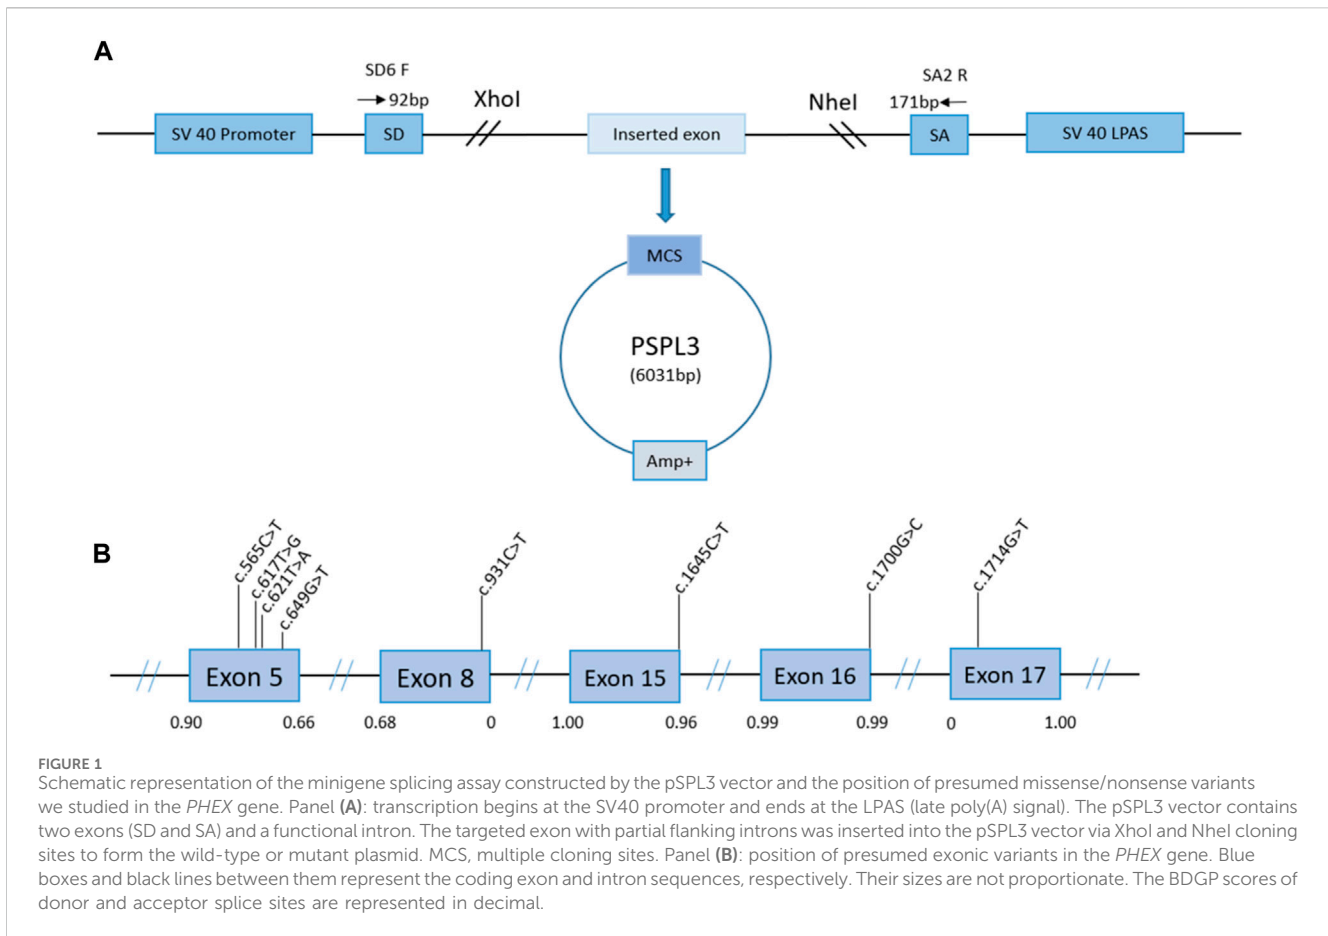 A
SD6 F
92bp
XhoI
NheI
SA2 R
171bp
SV 40 Promoter
SD
Inserted exon
SA
SV 40 LPAS
MCS
PSPL3
(6031bp)
Amp+
B
c.565C>T
c.617T>G
c.621T>A
c.649G>T
c.931C>T
c.1645C>T
c.1700G>C
c.1714G>T
Exon 5
Exon 8
Exon 15
Exon 16
Exon 17
0.90 0.66 0.68 0 1.00 0.96 0.99 0.99 0 1.00
FIGURE 1
Schematic representation of the minigene splicing assay constructed by the pSPL3 vector and the position of presumed missense/nonsense variants
we studied in the PHEX gene. Panel (A): transcription begins at the SV40 promoter and ends at the LPAS (late poly(A) signal). The pSPL3 vector contains
two exons (SD and SA) and a functional intron. The targeted exon with partial flanking introns was inserted into the pSPL3 vector via XhoI and NheI cloning
sites to form the wild-type or mutant plasmid. MCS, multiple cloning sites. Panel (B): position of presumed exonic variants in the PHEX gene. Blue
boxes and black lines between them represent the coding exon and intron sequences, respectively. Their sizes are not proportionate. The BDGP scores of
donor and acceptor splice sites are represented in decimal.